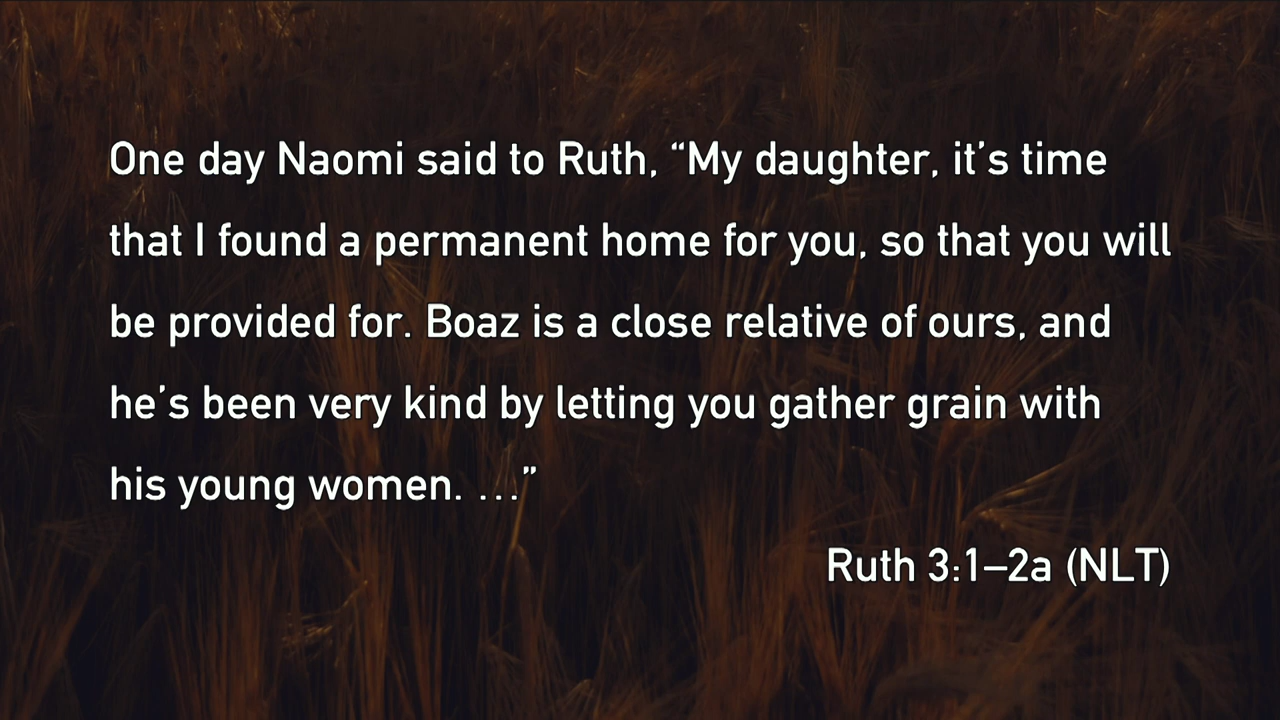 One day Naomi said to Ruth, “My daughter, it’s time
that I found a permanent home for you, so that you will
be provided for. Boaz is a close relative of ours, and
he’s been very kind by letting you gather grain with
his young women. …”
Ruth 3:1–2a (NLT)